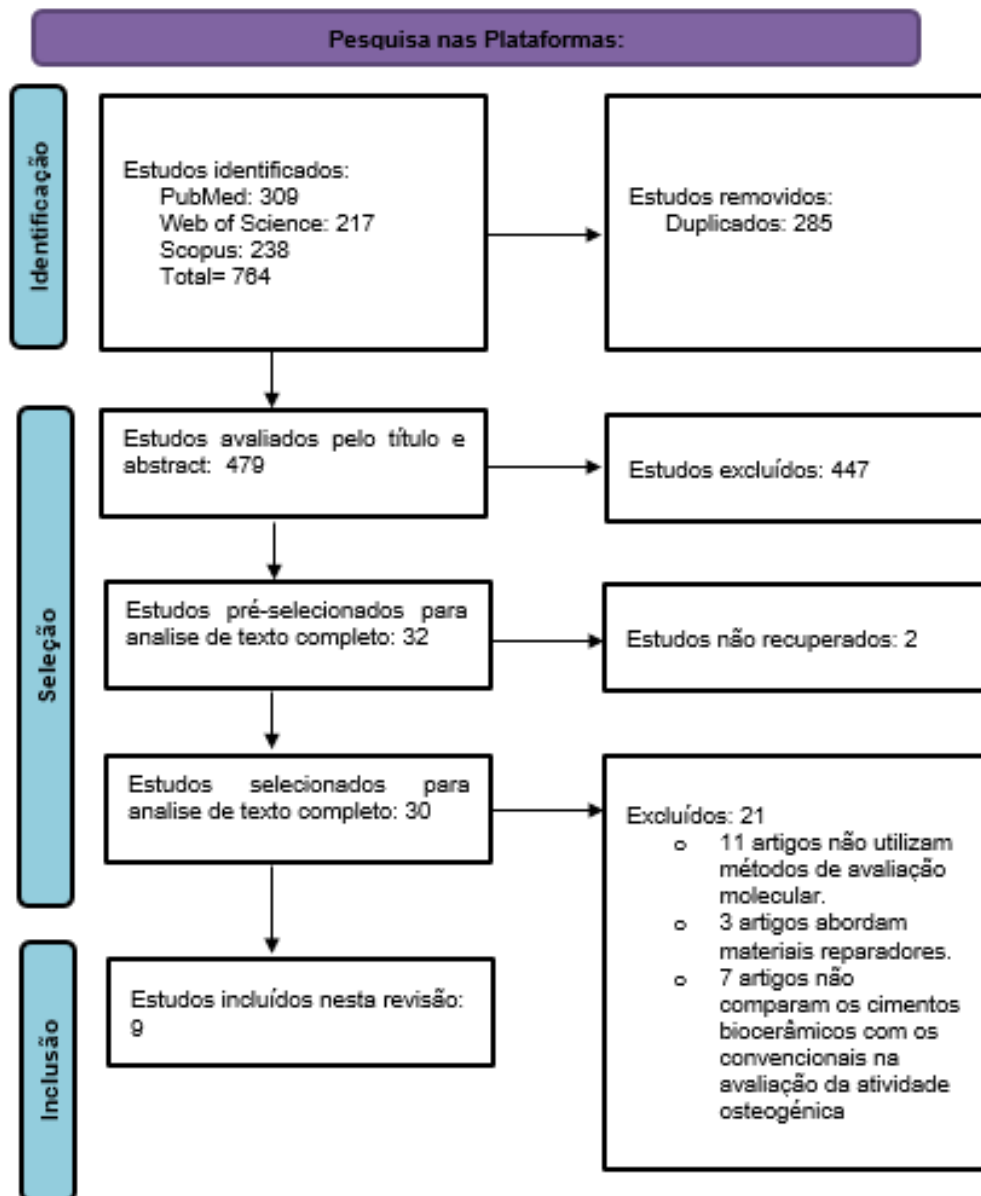 Pesquisa nas Plataformas:
Identificação
Estudos identificados:
PubMed: 309
Web of Science: 217
Scopus: 238
Total= 764
Estudos removidos:
Duplicados: 285
Seleção
Estudos avaliados pelo título e
abstract: 479
Estudos excluídos: 447
Estudos pré-selecionados para
analise de texto completo: 32
Estudos não recuperados: 2
Estudos selecionados para
analise de texto completo: 30
Excluídos: 21
o 11 artigos não utilizam
métodos de avaliação
molecular.
o 3 artigos abordam
materiais reparadores.
o 7 artigos não
comparam os cimentos
biocerâmicos com os
convencionais na
avaliação da atividade
osteogénica
Inclusão
Estudos incluídos nesta revisão:
9